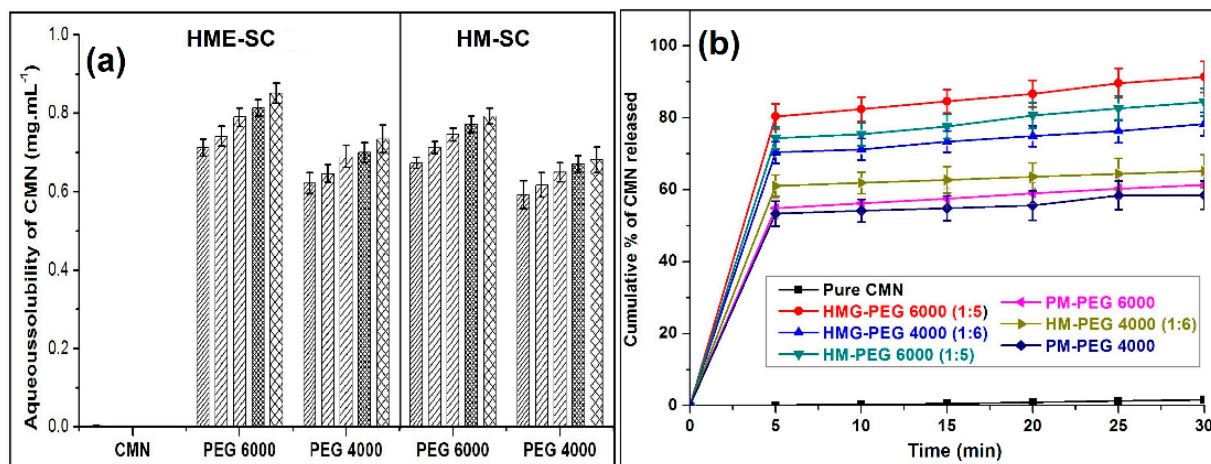 (a)
HME-SC
HM-SC
Aqueoussolubility of CMN (mg.mL-1)
1.0
0.8
0.6
0.4
0.2
0.0
CMN
PEG 6000
PEG 4000
PEG 6000
PEG 4000
(b)
Cumulative % of CMN released
100
80
60
40
20
0
0
5
10
15
20
25
30
Time (min)
Pure CMN
HMG-PEG 6000 (1:5)
HMG-PEG 4000 (1:6)
HM-PEG 6000 (1:5)
PM-PEG 6000
HM-PEG 4000 (1:6)
PM-PEG 4000